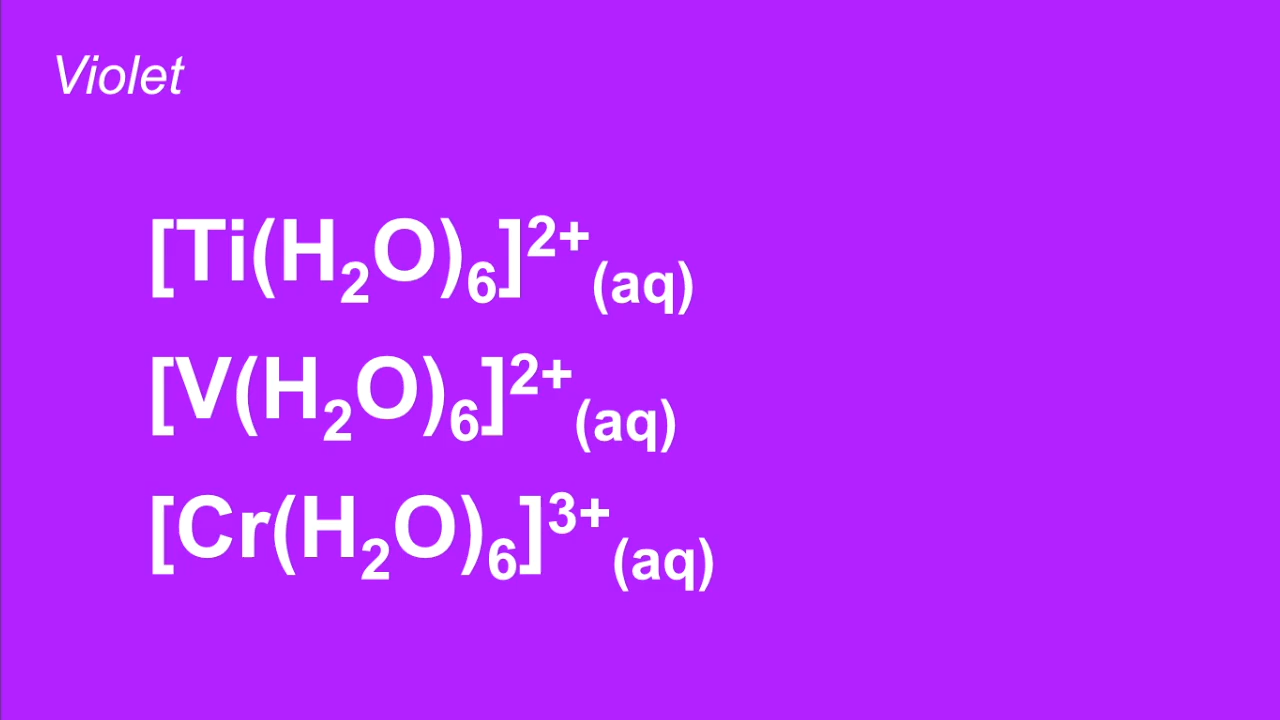 Violet
[Ti(H₂O)₆]²⁺(aq)
[V(H₂O)₆]²⁺(aq)
[Cr(H₂O)₆]³⁺(aq)